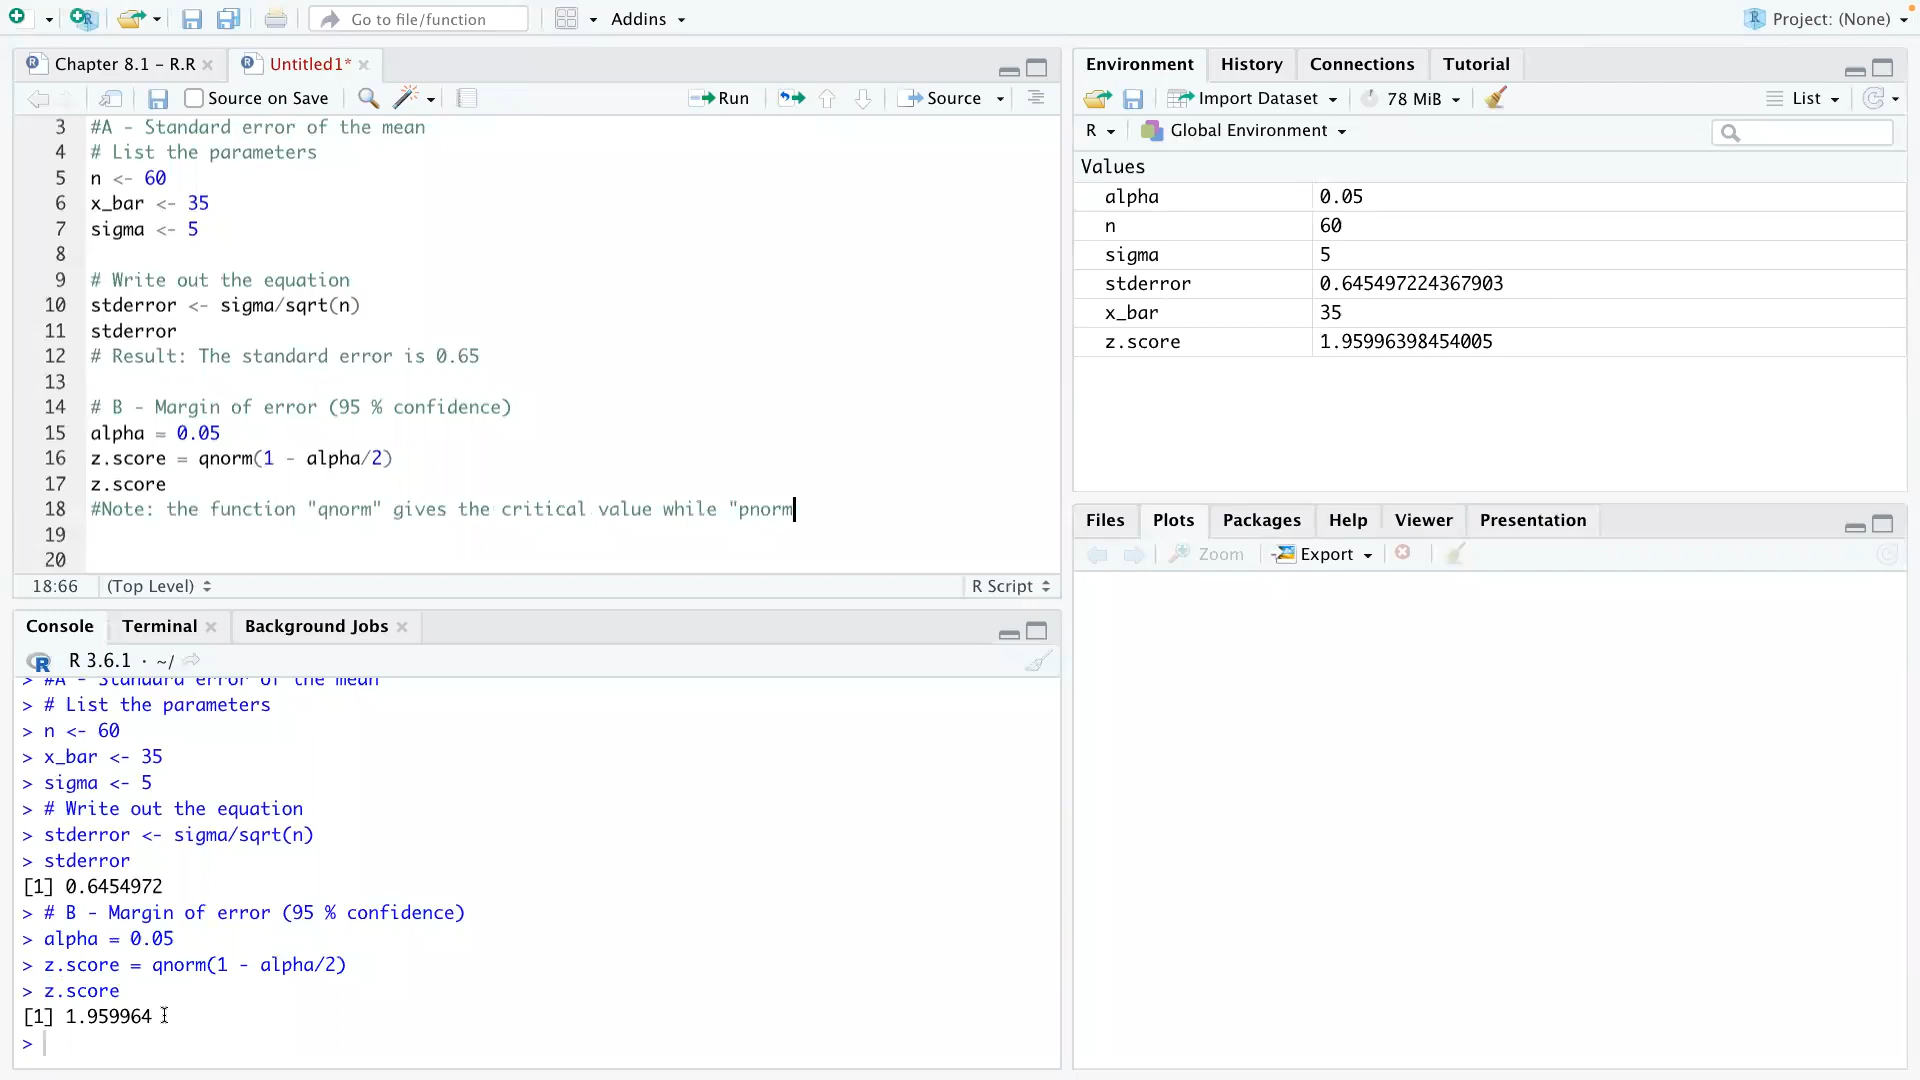 Go to file/function
Addins
Project: (None)
Chapter 8.1 - R.R
Untitled1*
Source on Save
Run
Source
3 #A - Standard error of the mean
4 # List the parameters
5 n <- 60
6 x_bar <- 35
7 sigma <- 5
8
9 # Write out the equation
10 stderror <- sigma/sqrt(n)
11 stderror
12 # Result: The standard error is 0.65
13
14 # B - Margin of error (95 % confidence)
15 alpha = 0.05
16 z.score = qnorm(1 - alpha/2)
17 z.score
18 #Note: the function "qnorm" gives the critical value while "pnorm
19
20
18:66 (Top Level) R Script
Console Terminal Background Jobs
R 3.6.1 · ~/
> #A - Standard error of the mean
> # List the parameters
> n <- 60
> x_bar <- 35
> sigma <- 5
> # Write out the equation
> stderror <- sigma/sqrt(n)
> stderror
[1] 0.6454972
> # B - Margin of error (95 % confidence)
> alpha = 0.05
> z.score = qnorm(1 - alpha/2)
> z.score
[1] 1.959964
>
Environment History Connections Tutorial
Import Dataset 78 MiB List
R Global Environment
Values
alpha 0.05
n 60
sigma 5
stderror 0.645497224367903
x_bar 35
z.score 1.95996398454005
Files Plots Packages Help Viewer Presentation
Zoom Export